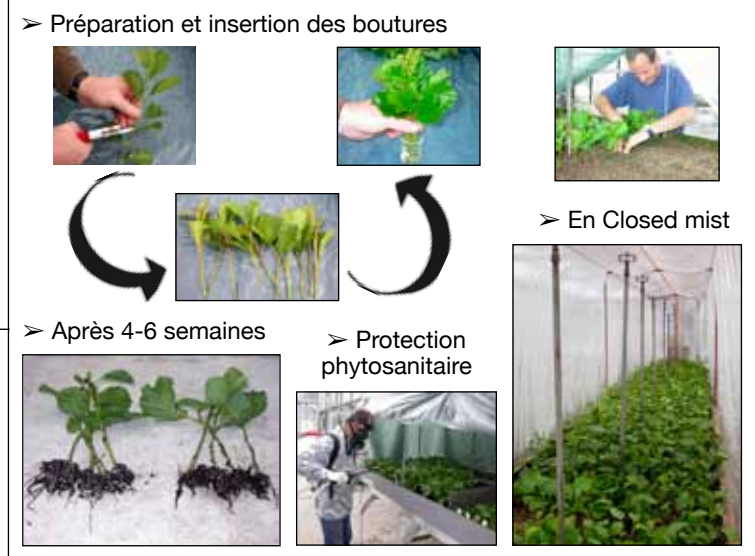 ➢ Préparation et insertion des boutures
➢ En Closed mist
➢ Après 4-6 semaines
➢ Protection
phytosanitaire